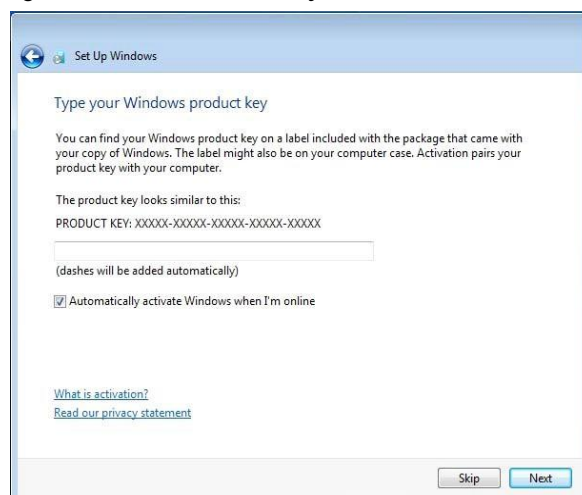 Set Up Windows
Type your Windows product key
You can find your Windows product key on a label included with the package that came with
your copy of Windows. The label might also be on your computer case. Activation pairs your
product key with your computer.
The product key looks similar to this:
PRODUCT KEY: XXXXX-XXXXX-XXXXX-XXXXX-XXXXX
(dashes will be added automatically)
Automatically activate Windows when I'm online
What is activation?
Read our privacy statement
Skip Next